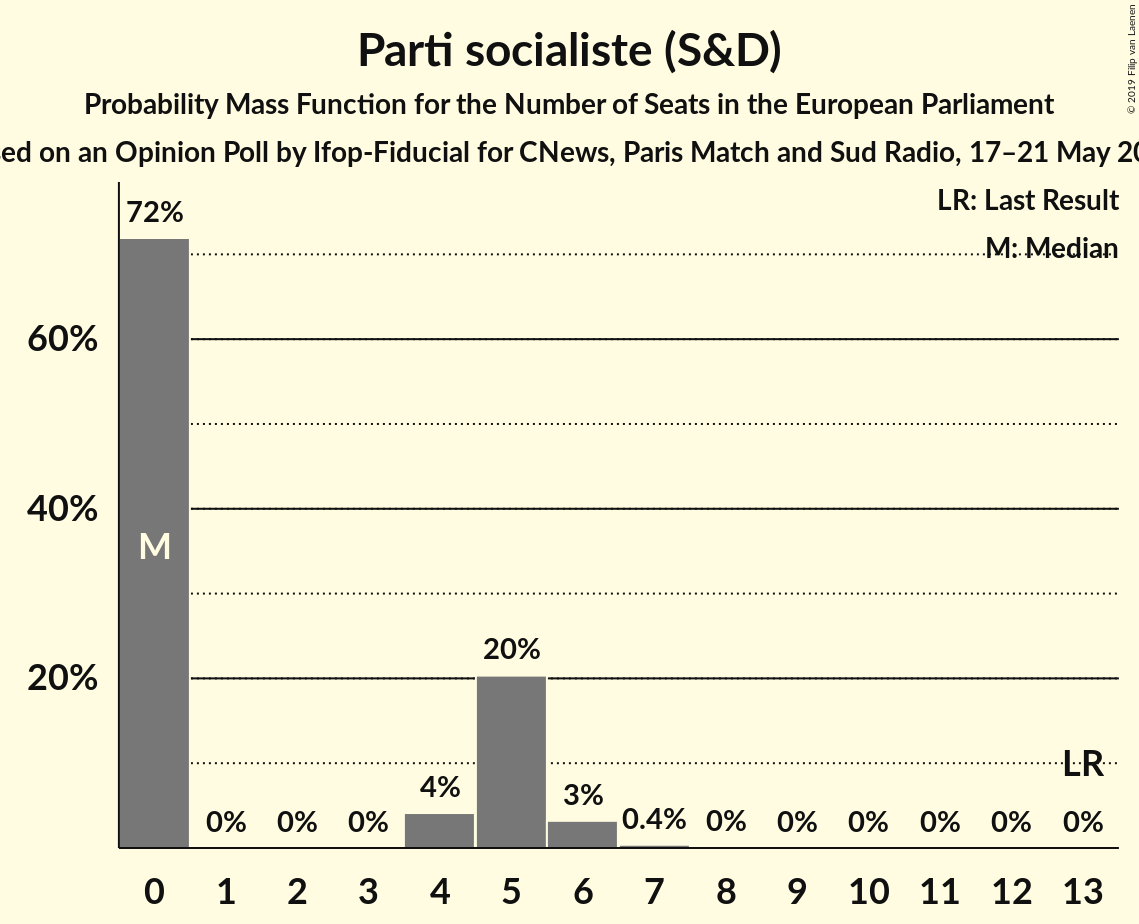 Parti socialiste (S&D)
Probability Mass Function for the Number of Seats in the European Parliament
on an Opinion Poll by Ifop-Fiducial for CNews, Paris Match and Sud Radio, 17–21 May
© 2019 Filip van Laenen
LR: Last Result
M: Median
72%
60%
40%
20%
M
20%
4%
3%
0.4%
LR
0% 0% 0% 0% 0% 0% 0% 0% 0%
0 1 2 3 4 5 6 7 8 9 10 11 12 13